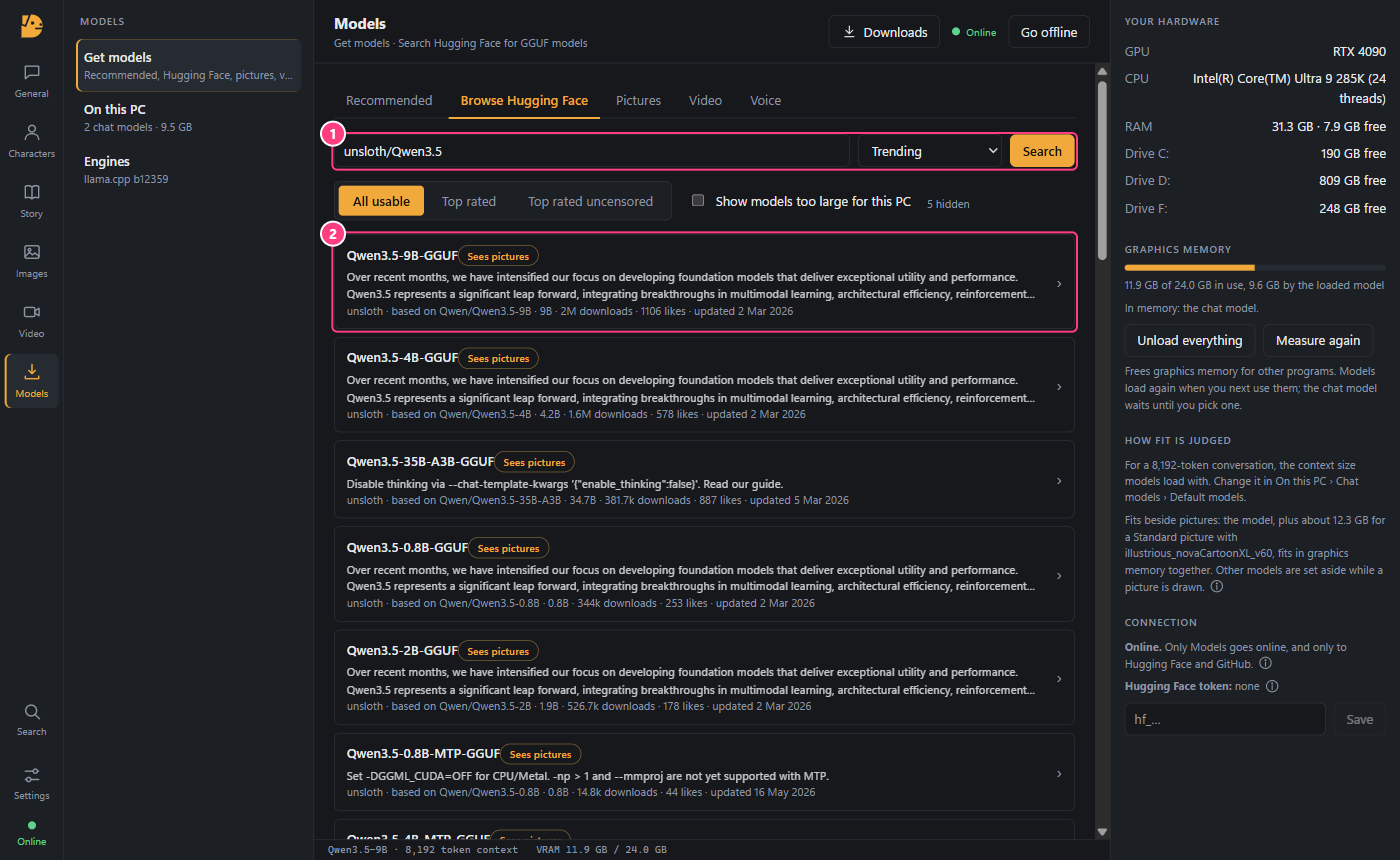 General
Characters
Story
Images
Video
Models
Search
Settings
Online
MODELS
Get models
Recommended, Hugging Face, pictures, v...
On this PC
2 chat models · 9.5 GB
Engines
llama.cpp b12359
Models
Get models · Search Hugging Face for GGUF models
Downloads
Online
Go offline
Recommended
Browse Hugging Face
Pictures
Video
Voice
1
unsloth/Qwen3.5
Trending
Search
All usable
Top rated
Top rated uncensored
Show models too large for this PC
5 hidden
2
Qwen3.5-9B-GGUF Sees pictures
Over recent months, we have intensified our focus on developing foundation models that deliver exceptional utility and performance.
Qwen3.5 represents a significant leap forward, integrating breakthroughs in multimodal learning, architectural efficiency, reinforcement...
unsloth · based on Qwen/Qwen3.5-9B · 9B · 2M downloads · 1106 likes · updated 2 Mar 2026
Qwen3.5-4B-GGUF Sees pictures
Over recent months, we have intensified our focus on developing foundation models that deliver exceptional utility and performance.
Qwen3.5 represents a significant leap forward, integrating breakthroughs in multimodal learning, architectural efficiency, reinforcement...
unsloth · based on Qwen/Qwen3.5-4B · 4.2B · 1.6M downloads · 578 likes · updated 2 Mar 2026
Qwen3.5-35B-A3B-GGUF Sees pictures
Disable thinking via --chat-template-kwargs '{"enable_thinking":false}'. Read our guide.
unsloth · based on Qwen/Qwen3.5-35B-A3B · 34.7B · 381.7k downloads · 887 likes · updated 5 Mar 2026
Qwen3.5-0.8B-GGUF Sees pictures
Over recent months, we have intensified our focus on developing foundation models that deliver exceptional utility and performance.
Qwen3.5 represents a significant leap forward, integrating breakthroughs in multimodal learning, architectural efficiency, reinforcement...
unsloth · based on Qwen/Qwen3.5-0.8B · 0.8B · 344k downloads · 253 likes · updated 2 Mar 2026
Qwen3.5-2B-GGUF Sees pictures
Over recent months, we have intensified our focus on developing foundation models that deliver exceptional utility and performance.
Qwen3.5 represents a significant leap forward, integrating breakthroughs in multimodal learning, architectural efficiency, reinforcement...
unsloth · based on Qwen/Qwen3.5-2B · 1.9B · 526.7k downloads · 178 likes · updated 2 Mar 2026
Qwen3.5-0.8B-MTP-GGUF Sees pictures
Set -DGGML_CUDA=OFF for CPU/Metal. -np > 1 and --mmproj are not yet supported with MTP.
unsloth · based on Qwen/Qwen3.5-0.8B · 0.8B · 14.8k downloads · 44 likes · updated 16 May 2026
Qwen3.5-4B-MTP-GGUF Sees pictures
Qwen3.5-9B · 8,192 token context VRAM 11.9 GB / 24.0 GB
YOUR HARDWARE
GPU RTX 4090
CPU Intel(R) Core(TM) Ultra 9 285K (24
threads)
RAM 31.3 GB · 7.9 GB free
Drive C: 190 GB free
Drive D: 809 GB free
Drive F: 248 GB free
GRAPHICS MEMORY
11.9 GB of 24.0 GB in use, 9.6 GB by the loaded model
In memory: the chat model.
Unload everything
Measure again
Frees graphics memory for other programs. Models
load again when you next use them; the chat model
waits until you pick one.
HOW FIT IS JUDGED
For a 8,192-token conversation, the context size
models load with. Change it in On this PC › Chat
models › Default models.
Fits beside pictures: the model, plus about 12.3 GB for
a Standard picture with
illustrious_novaCartoonXL_v60, fits in graphics
memory together. Other models are set aside while a
picture is drawn.
CONNECTION
Online. Only Models goes online, and only to
Hugging Face and GitHub.
Hugging Face token: none
hf_...
Save